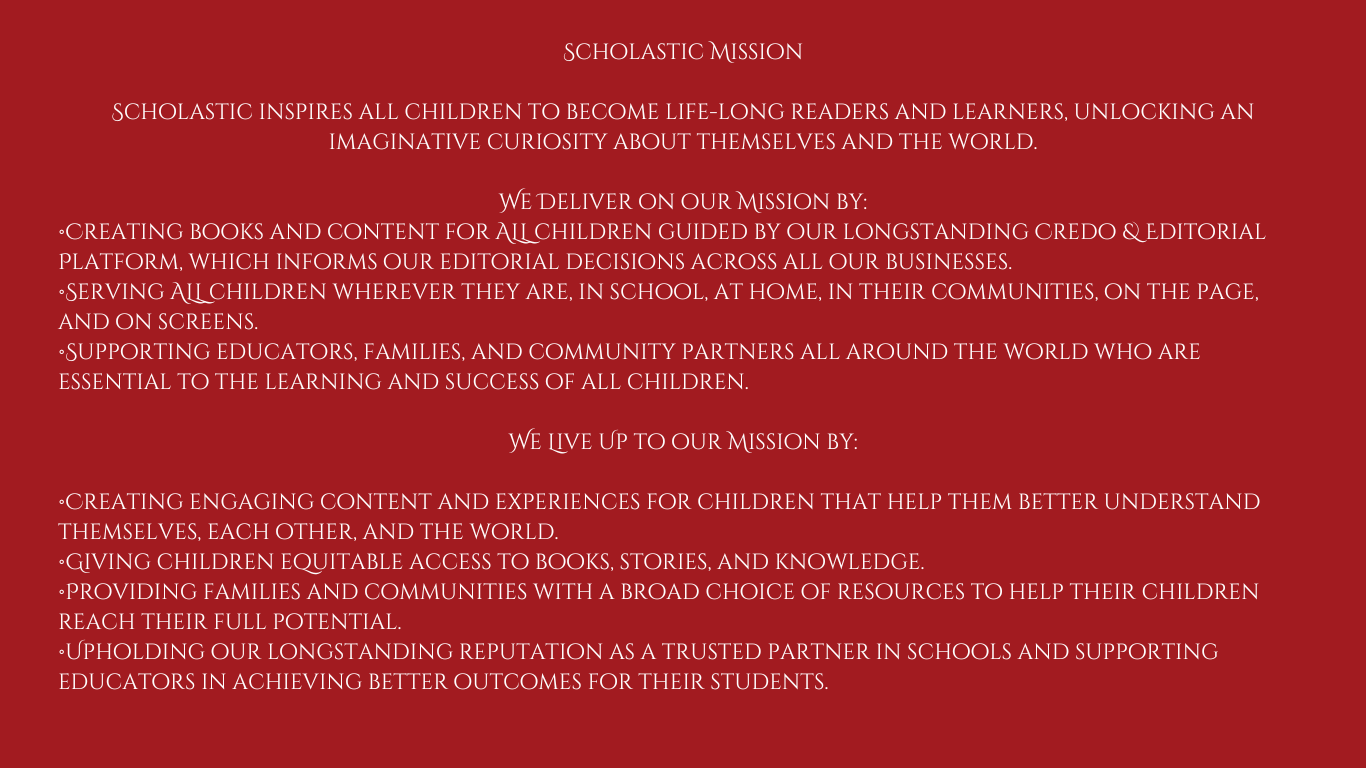 Scholastic Mission
Scholastic inspires all children to become life-long readers and learners, unlocking an
imaginative curiosity about themselves and the world.
We Deliver on our Mission by:
◦Creating books and content for ALL children guided by our longstanding Credo & Editorial
Platform, which informs our editorial decisions across all our businesses.
◦Serving ALL children wherever they are, in school, at home, in their communities, on the page,
and on screens.
◦Supporting educators, families, and community partners all around the world who are
essential to the learning and success of all children.
We Live Up to our Mission by:
◦Creating engaging content and experiences for children that help them better understand
themselves, each other, and the world.
◦Giving children equitable access to books, stories, and knowledge.
◦Providing families and communities with a broad choice of resources to help their children
reach their full potential.
◦Upholding our longstanding reputation as a trusted partner in schools and supporting
educators in achieving better outcomes for their students.